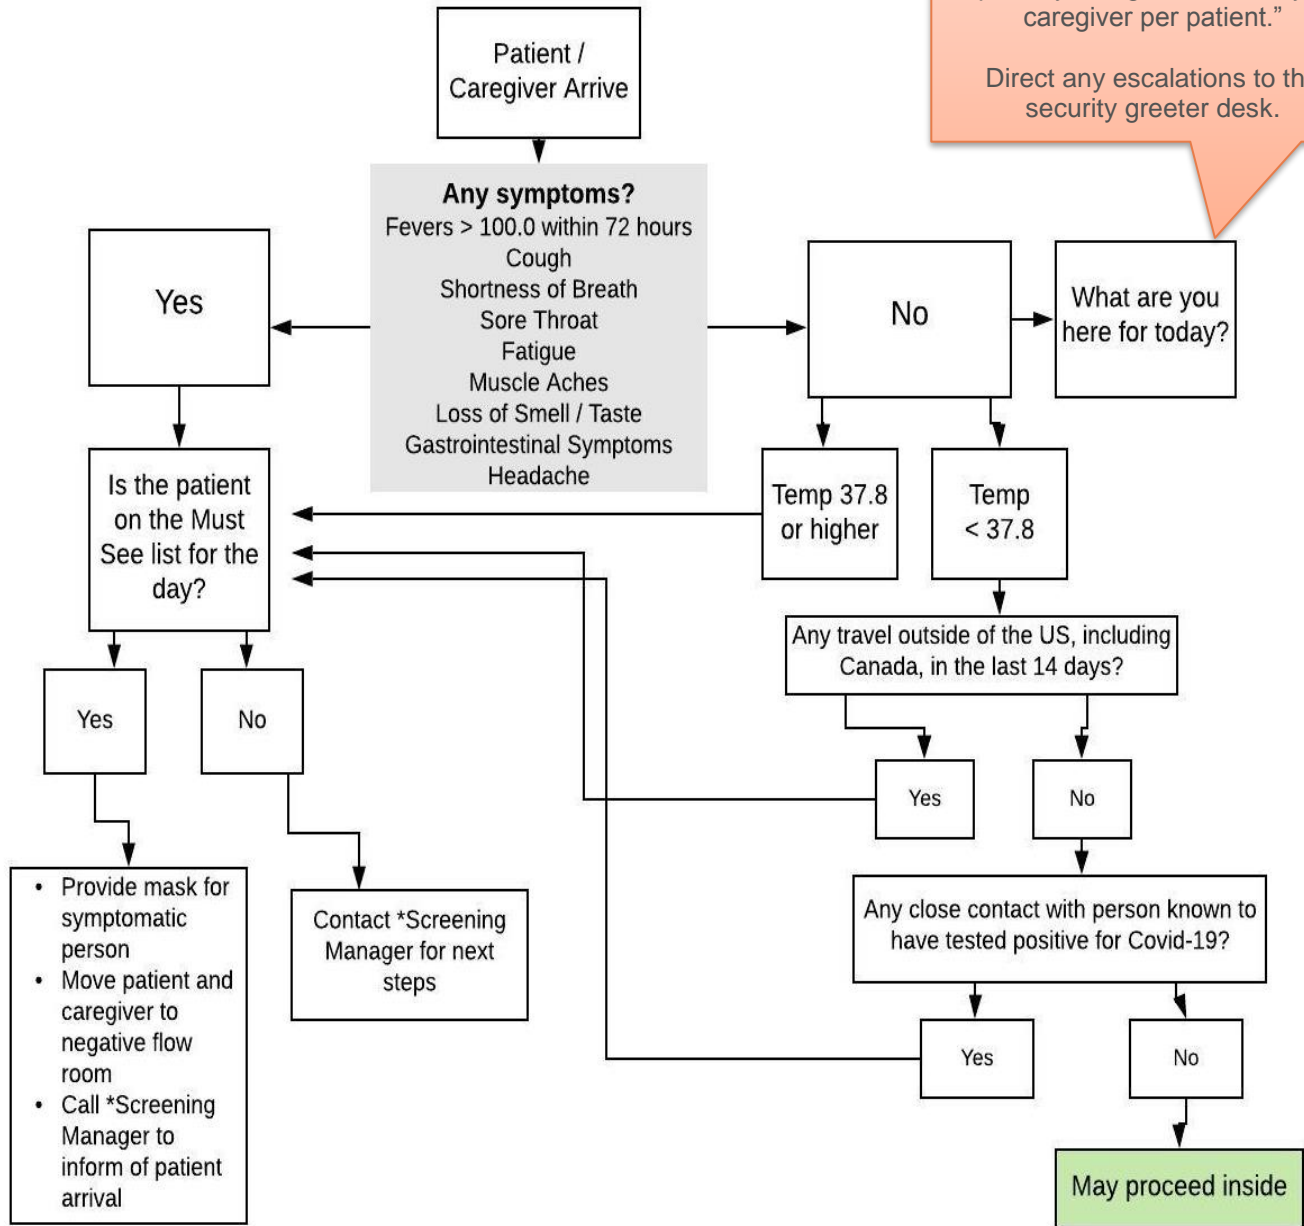 caregiver per patient.”
Direct any escalations to th
security greeter desk.
Patient /
Caregiver Arrive
Any symptoms?
Fevers > 100.0 within 72 hours
Cough
Shortness of Breath
Sore Throat
Fatigue
Muscle Aches
Loss of Smell / Taste
Gastrointestinal Symptoms
Headache
Yes
No
What are you
here for today?
Is the patient
on the Must
See list for the
day?
Temp 37.8
or higher
Temp
< 37.8
Any travel outside of the US, including
Canada, in the last 14 days?
Yes
No
Yes
No
• Provide mask for
symptomatic
person
• Move patient and
caregiver to
negative flow
room
• Call *Screening
Manager to
inform of patient
arrival
Contact *Screening
Manager for next
steps
Any close contact with person known to
have tested positive for Covid-19?
Yes
No
May proceed inside